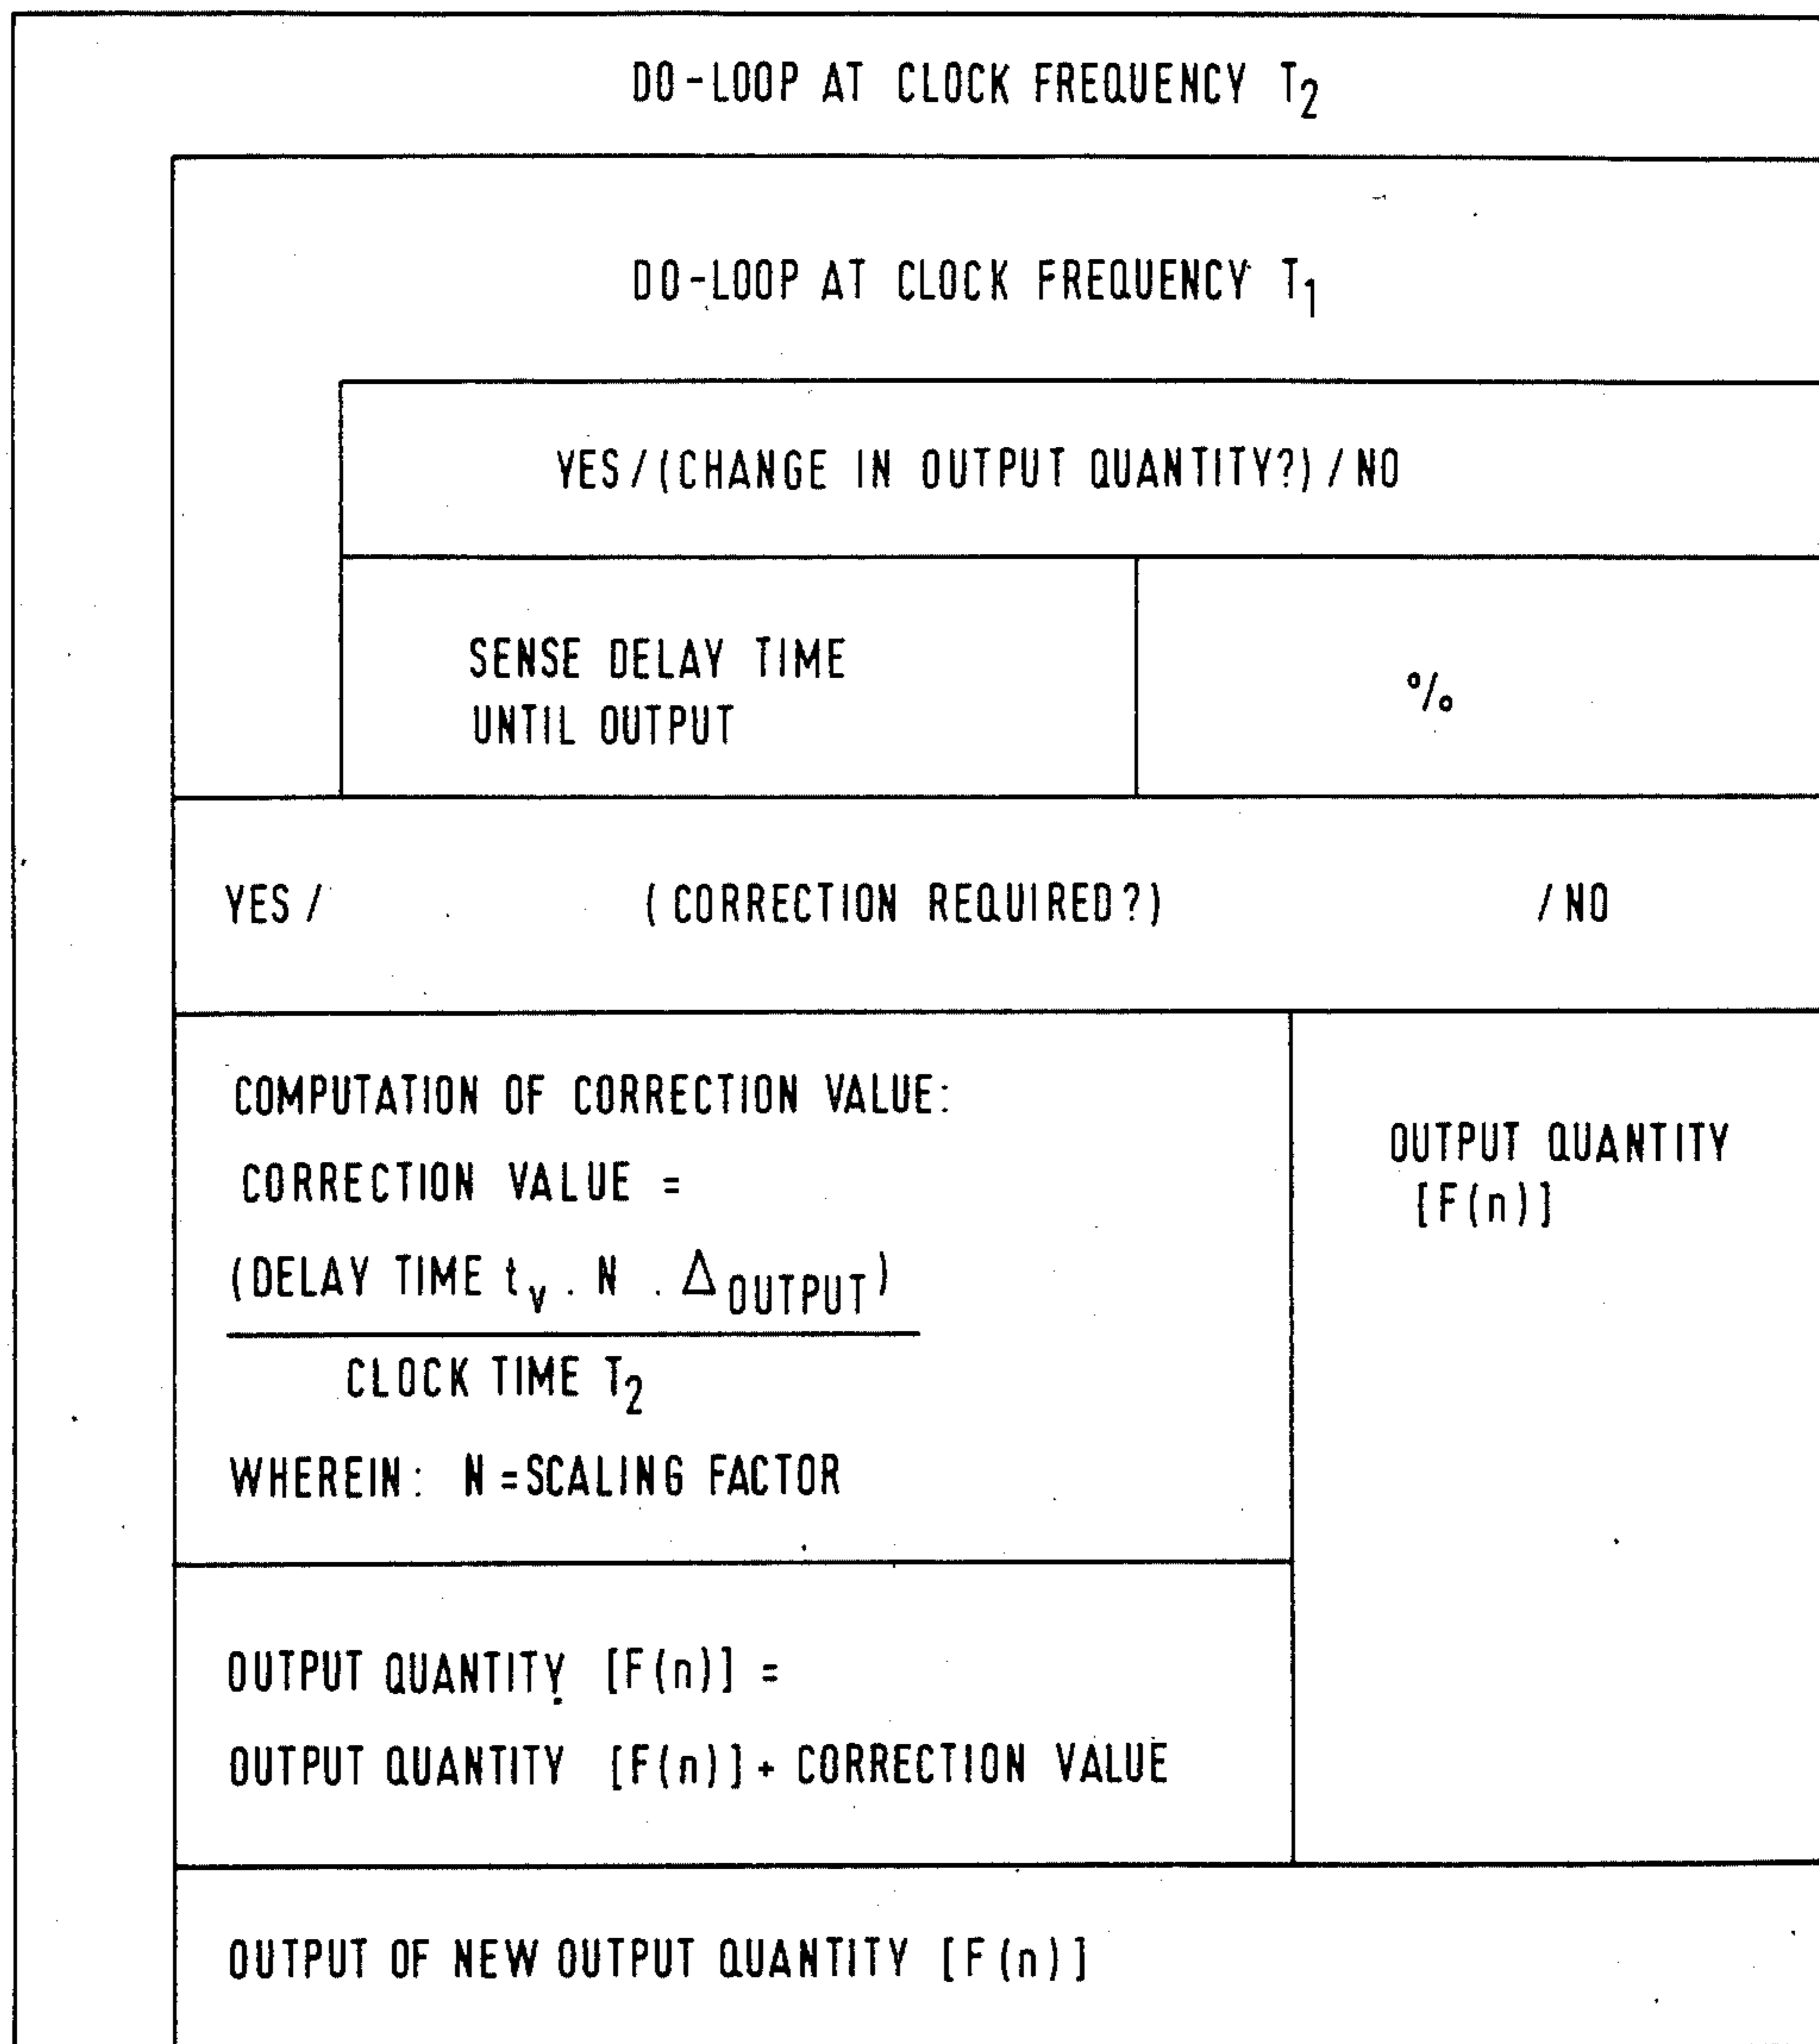 DO-LOOP AT CLOCK FREQUENCY T2
DO-LOOP AT CLOCK FREQUENCY T1
YES/(CHANGE IN OUTPUT QUANTITY?)/NO
SENSE DELAY TIME
UNTIL OUTPUT
%
YES / (CORRECTION REQUIRED?) / NO
COMPUTATION OF CORRECTION VALUE:
CORRECTION VALUE =
(DELAY TIME tv . N . ΔOUTPUT)
CLOCK TIME T2
WHEREIN: N =SCALING FACTOR
OUTPUT QUANTITY
[F(n)]
OUTPUT QUANTITY [F(n)] =
OUTPUT QUANTITY [F(n)] + CORRECTION VALUE
OUTPUT OF NEW OUTPUT QUANTITY [F(n)]